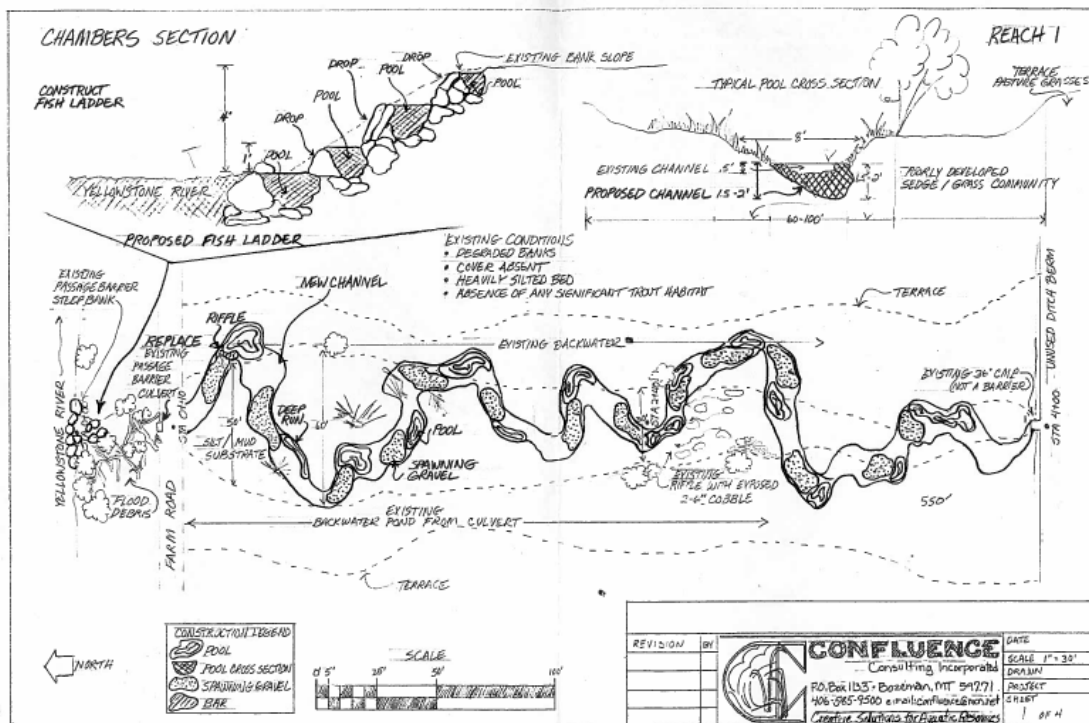 CHAMBERS SECTION
REACH 1
CONSTRUCT
FISH LADDER
DROP
POOL
DROP
POOL
DROP
POOL
DROP
POOL
EXISTING BANK SLOPE
1'
YELLOWSTONE RIVER
PROPOSED FISH LADDER
TYPICAL POOL CROSS SECTION
TERRACE
PASTURE GRASSES
8'
EXISTING CHANNEL .5'
PROPOSED CHANNEL 1.5-2'
1.5-2'
POORLY DEVELOPED
SEDGE / GRASS COMMUNITY
60-100'
EXISTING CONDITIONS
• DEGRADED BANKS
• COVER ABSENT
• HEAVILY SILTED BED
• ABSENCE OF ANY SIGNIFICANT TROUT HABITAT
EXISTING
PASSAGE BARRIER
STEEP BANK
NEW CHANNEL
TERRACE
RIFFLE
REPLACE
EXISTING
PASSAGE
BARRIER
CULVERT
EXISTING BACKWATER
EXISTING 36" CMP
(NOT A BARRIER)
UNUSED DITCH BERM
STA 4+00
YELLOWSTONE RIVER
FLOOD
DEBRIS
FARM ROAD
50'
SILT / MUD
SUBSTRATE
DEEP
RUN
60'
POOL
SPAWNING
GRAVEL
EXISTING
RIFFLE WITH EXPOSED
2-6" COBBLE
550'
EXISTING
BACKWATER POND FROM CULVERT
TERRACE
NORTH
CONSTRUCTION LEGEND
POOL
POOL CROSS SECTION
SPAWNING GRAVEL
BAR
SCALE
0' 5' 25' 50' 100'
REVISION BY
CONFLUENCE
Consulting Incorporated
P.O. Box 1133 - Bozeman, MT 59771
Creative Solutions for Aquatic Resources
DATE
SCALE 1" = 30'
DRAWN
PROJECT
SHEET
1 OF 4